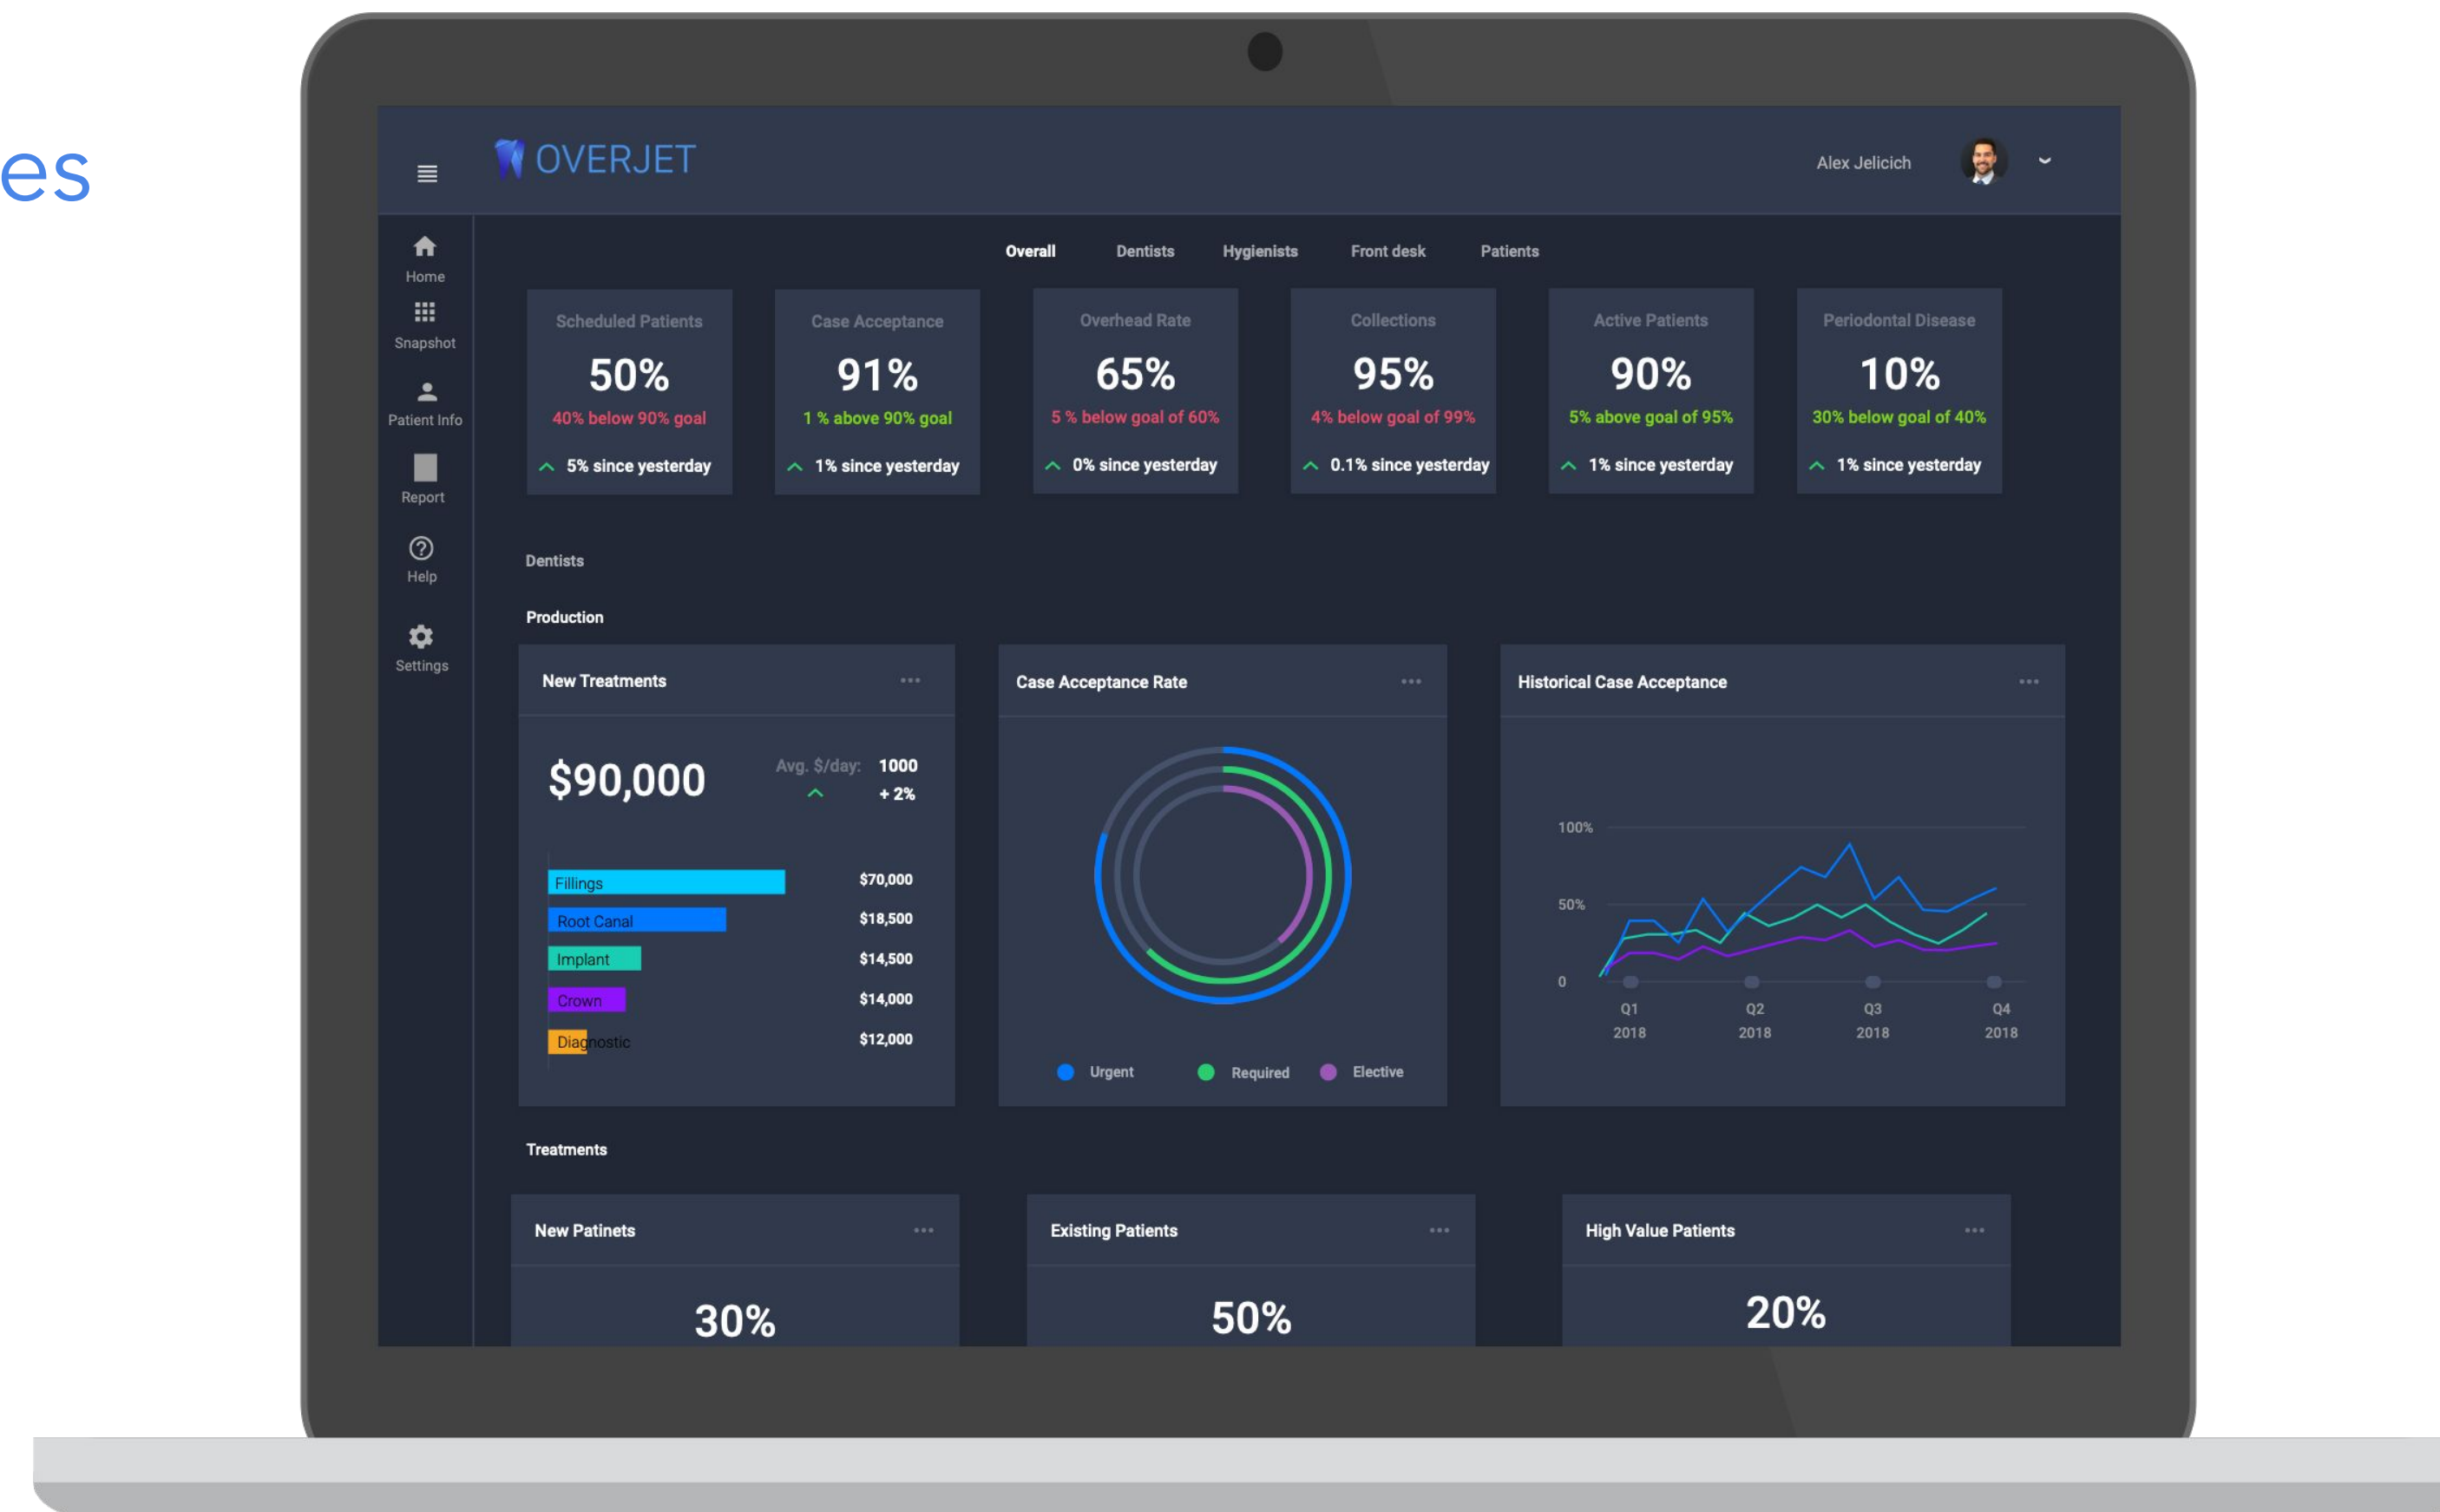 es
OVERJET
Alex Jelicich
Home
Snapshot
Patient Info
Report
Help
Settings
Overall Dentists Hygienists Front desk Patients
Scheduled Patients
50%
40% below 90% goal
5% since yesterday
Case Acceptance
91%
1 % above 90% goal
1% since yesterday
Overhead Rate
65%
5 % below goal of 60%
0% since yesterday
Collections
95%
4% below goal of 99%
0.1% since yesterday
Active Patients
90%
5% above goal of 95%
1% since yesterday
Periodontal Disease
10%
30% below goal of 40%
1% since yesterday
Dentists
Production
New Treatments
$90,000
Avg. $/day: 1000
+ 2%
Fillings $70,000
Root Canal $18,500
Implant $14,500
Crown $14,000
Diagnostic $12,000
Case Acceptance Rate
Urgent Required Elective
Historical Case Acceptance
100%
50%
0
Q1 Q2 Q3 Q4
2018 2018 2018 2018
Treatments
New Patinets
30%
Existing Patients
50%
High Value Patients
20%